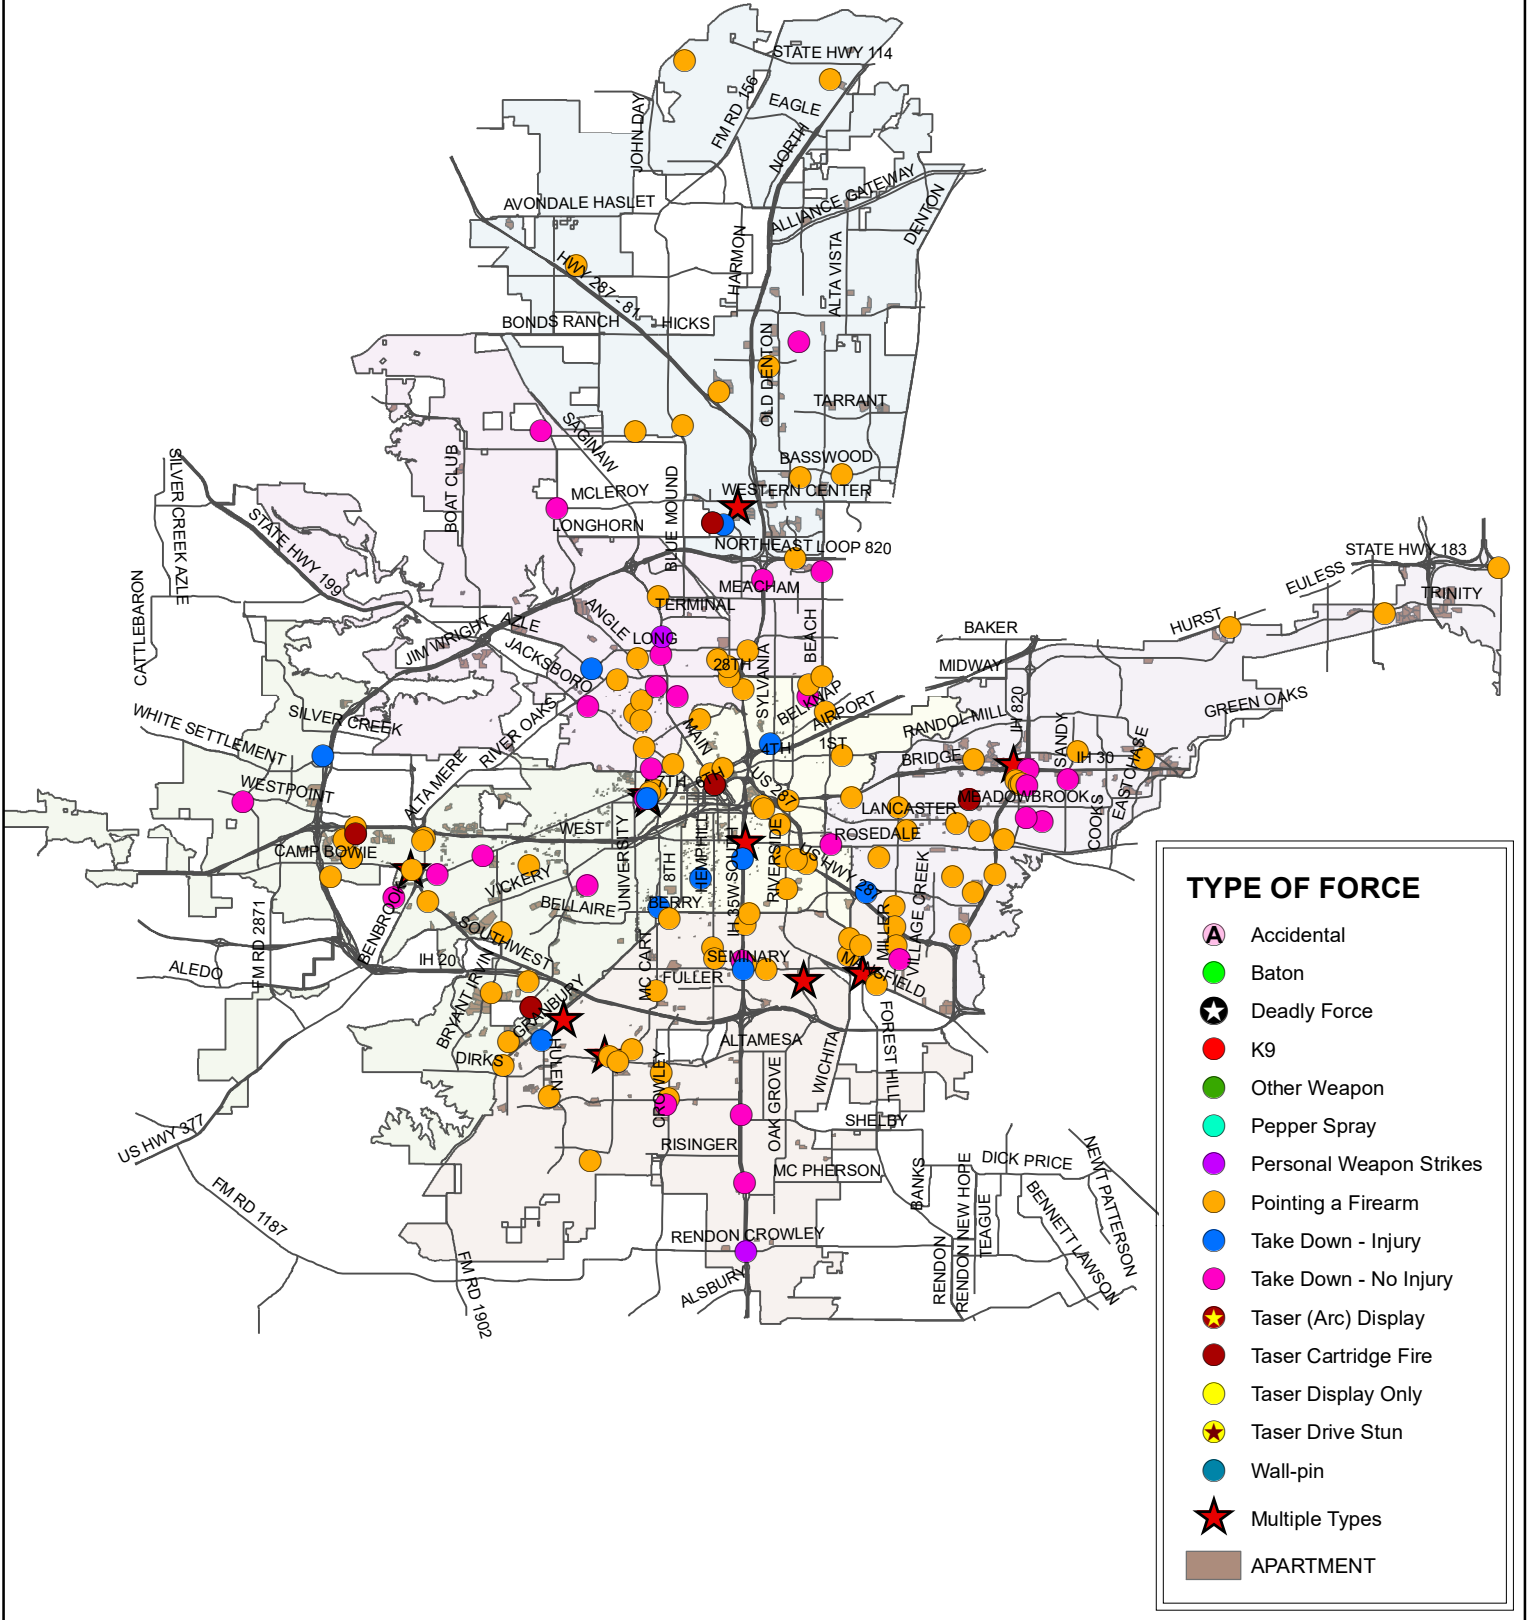 STATE HWY 114
EAGLE
FM RD 156
JOHN DAY
NORTH
ALLIANCE GATEWAY
DENTON
AVONDALE HASLET
HARMON
ALTA VISTA
HWY 287 - 81
BONDS RANCH
HICKS
OLD DENTON
TARRANT
SAGINAW
BASSWOOD
BOAT CLUB
MCLEROY
WESTERN CENTER
BLUE MOUND
LONGHORN
NORTHEAST LOOP 820
SILVER CREEK AZLE
STATE HWY 199
STATE HWY 183
EULESS
TRINITY
CATTLEBARON
MEACHAM
TERMINAL
ANGLE
AZLE
JIM WRIGHT
LONG
BEACH
HURST
BAKER
JACKSBORO
28TH
SYLVANIA
MIDWAY
BELKNAP
AIRPORT
GREEN OAKS
WHITE SETTLEMENT
SILVER CREEK
RIVER OAKS
MAIN
4TH
1ST
RANDOL MILL
IH 820
SANDY
BRIDGE
IH 30
EASTCHASE
WESTPOINT
ALTAMERE
7TH
6TH
US 287
LANCASTER
MEADOWBROOK
COOKS
WEST
UNIVERSITY
ROSEDALE
CAMP BOWIE
HEMPHILL
8TH
IH 35W SOUTH
RIVERSIDE
US HWY 287
VILLAGE CREEK
VICKERY
BELLAIRE
BERRY
BENBROOK
FM RD 2871
SOUTHWEST
MC CART
MILLER
ALEDO
IH 20
BRYANT IRVIN
SEMINARY
FULLER
MANSFIELD
GRANBURY
DIRKS
HULEN
ALTAMESA
WICHITA
FOREST HILL
CROWLEY
OAK GROVE
US HWY 377
SHELBY
RISINGER
MC PHERSON
BANKS
DICK PRICE
NEWT PATTERSON
FM RD 1187
RENDON NEW HOPE
TEAGUE
BENNETT LAWSON
RENDON CROWLEY
RENDON
FM RD 1902
ALSBURY
TYPE OF FORCE
A Accidental
Baton
Deadly Force
K9
Other Weapon
Pepper Spray
Personal Weapon Strikes
Pointing a Firearm
Take Down - Injury
Take Down - No Injury
Taser (Arc) Display
Taser Cartridge Fire
Taser Display Only
Taser Drive Stun
Wall-pin
Multiple Types
APARTMENT